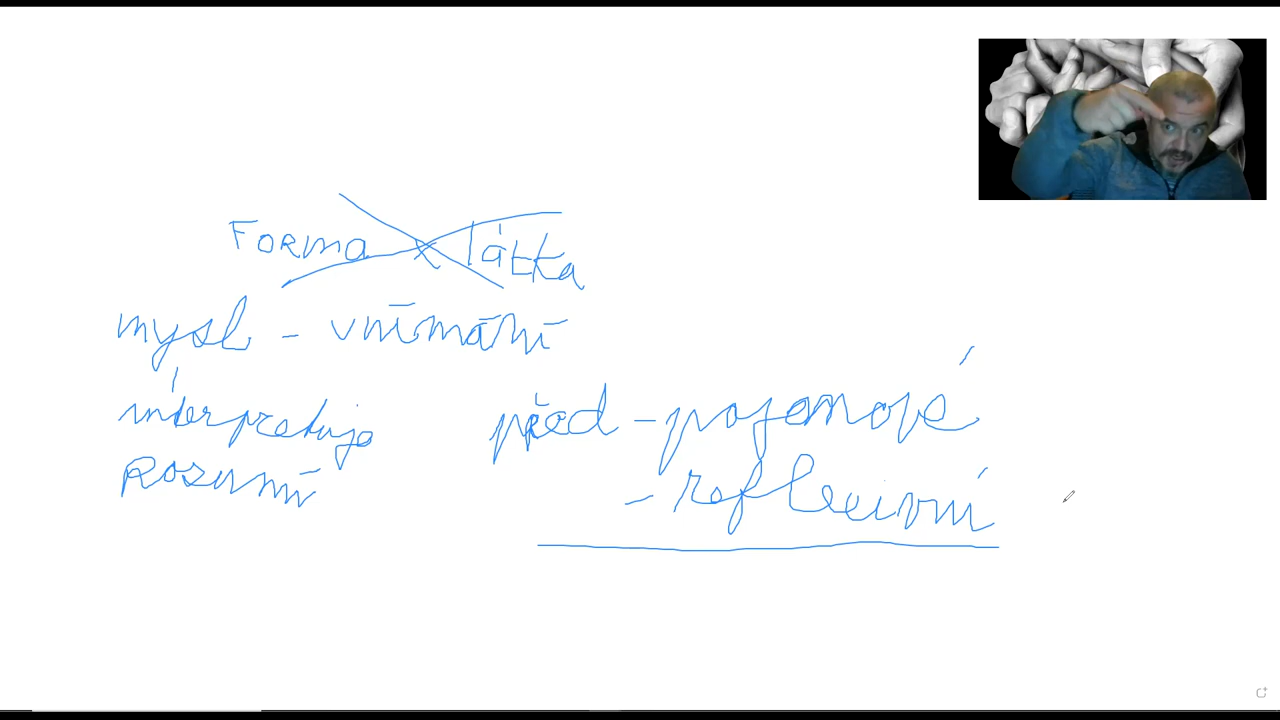 Forma x látka
mysl - vnímání
interpretuje
rozumí
před - pojmové
- reflexivní